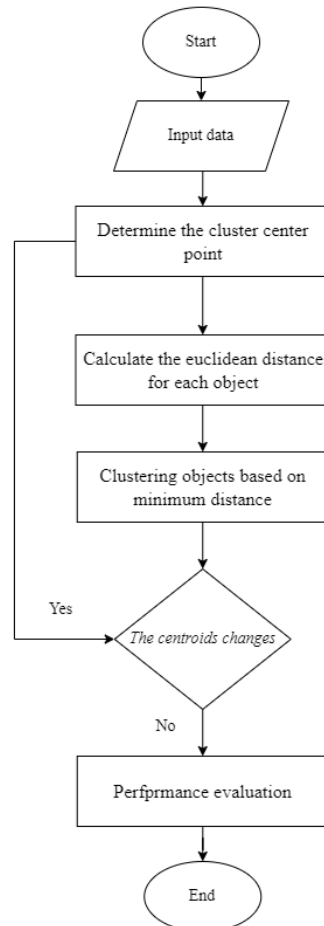 Start
Input data
Determine the cluster center
point
Calculate the euclidean distance
for each object
Clustering objects based on
minimum distance
Yes
The centroids changes
No
Perfprmance evaluation
End